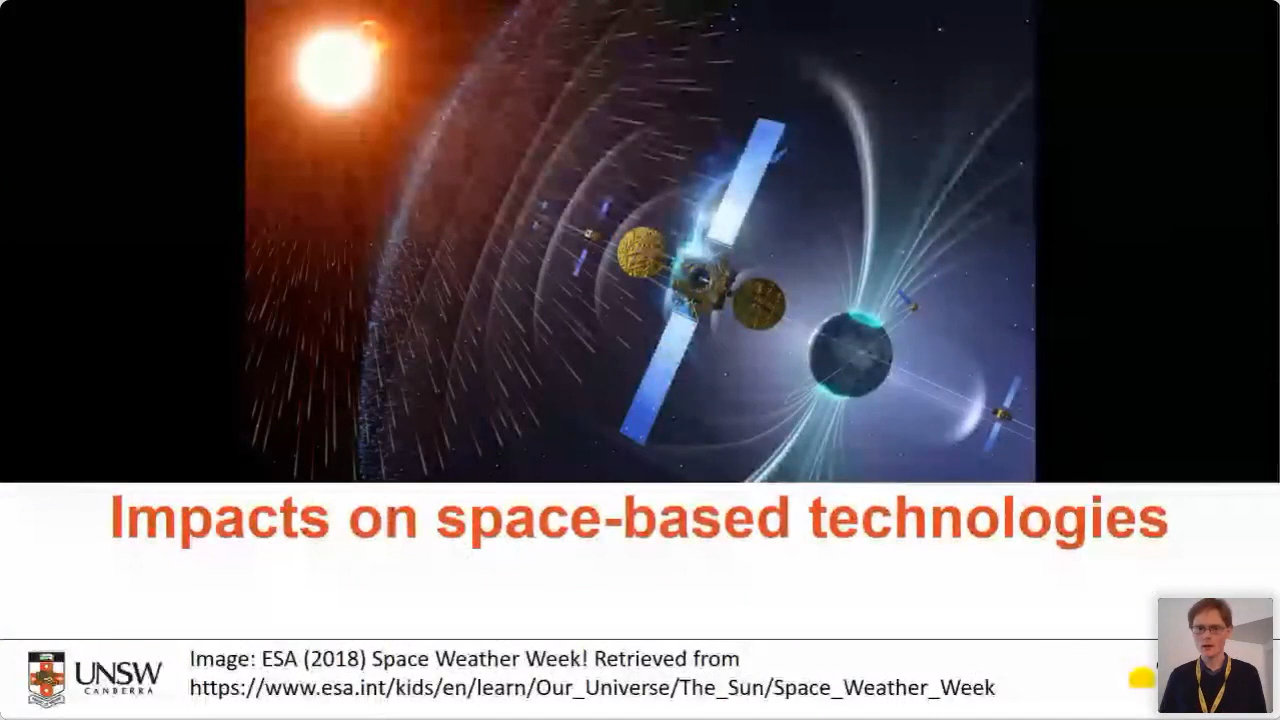 Impacts on space-based technologies
UNSW
CANBERRA
Image: ESA (2018) Space Weather Week! Retrieved from
https://www.esa.int/kids/en/learn/Our_Universe/The_Sun/Space_Weather_Week